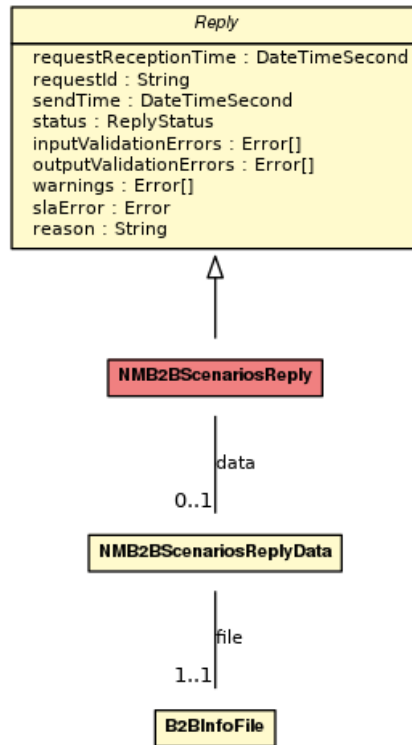 Reply
requestReceptionTime : DateTimeSecond
requestId : String
sendTime : DateTimeSecond
status : ReplyStatus
inputValidationErrors : Error[]
outputValidationErrors : Error[]
warnings : Error[]
slaError : Error
reason : String
NMB2BScenariosReply
data
0..1
NMB2BScenariosReplyData
file
1..1
B2BInfoFile